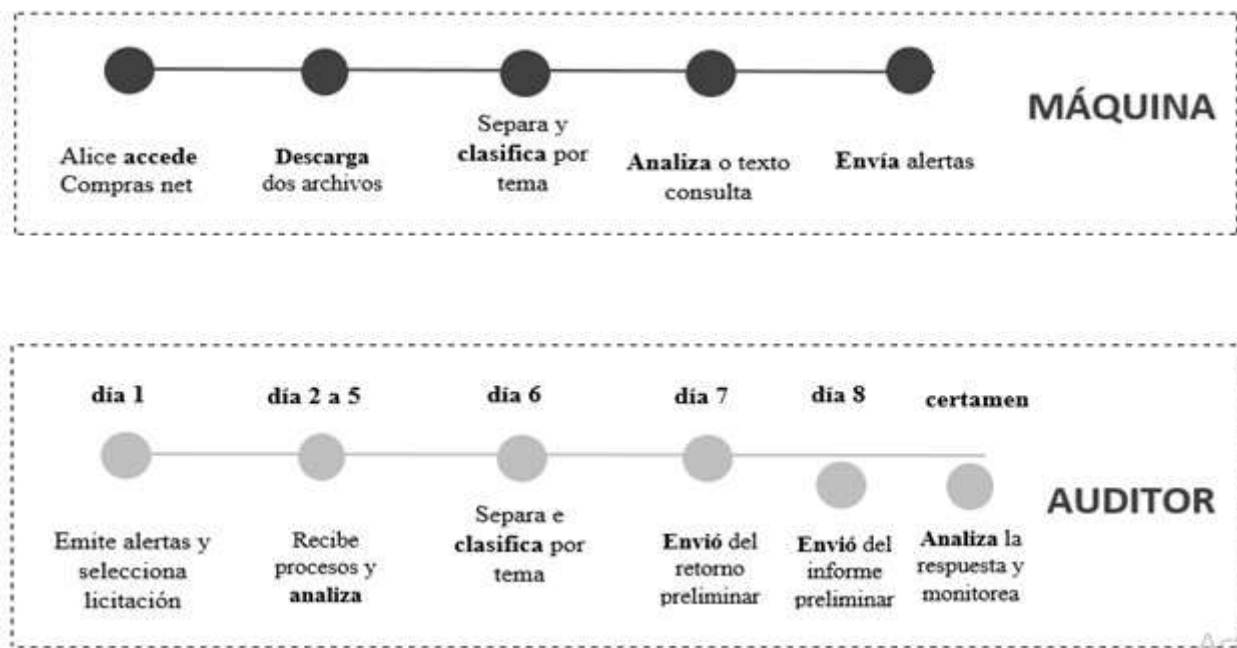 Alice accede
Compras net
Descarga
dos archivos
Separa y
clasifica por
tema
Analiza o texto
consulta
Envía alertas
MÁQUINA
día 1
día 2 a 5
día 6
día 7
día 8
certamen
Emite alertas y
selecciona
licitación
Recibe
procesos y
analiza
Separa e
clasifica por
tema
Envió del
retorno
preliminar
Envió del
informe
preliminar
Analiza la
respuesta y
monitorea
AUDITOR